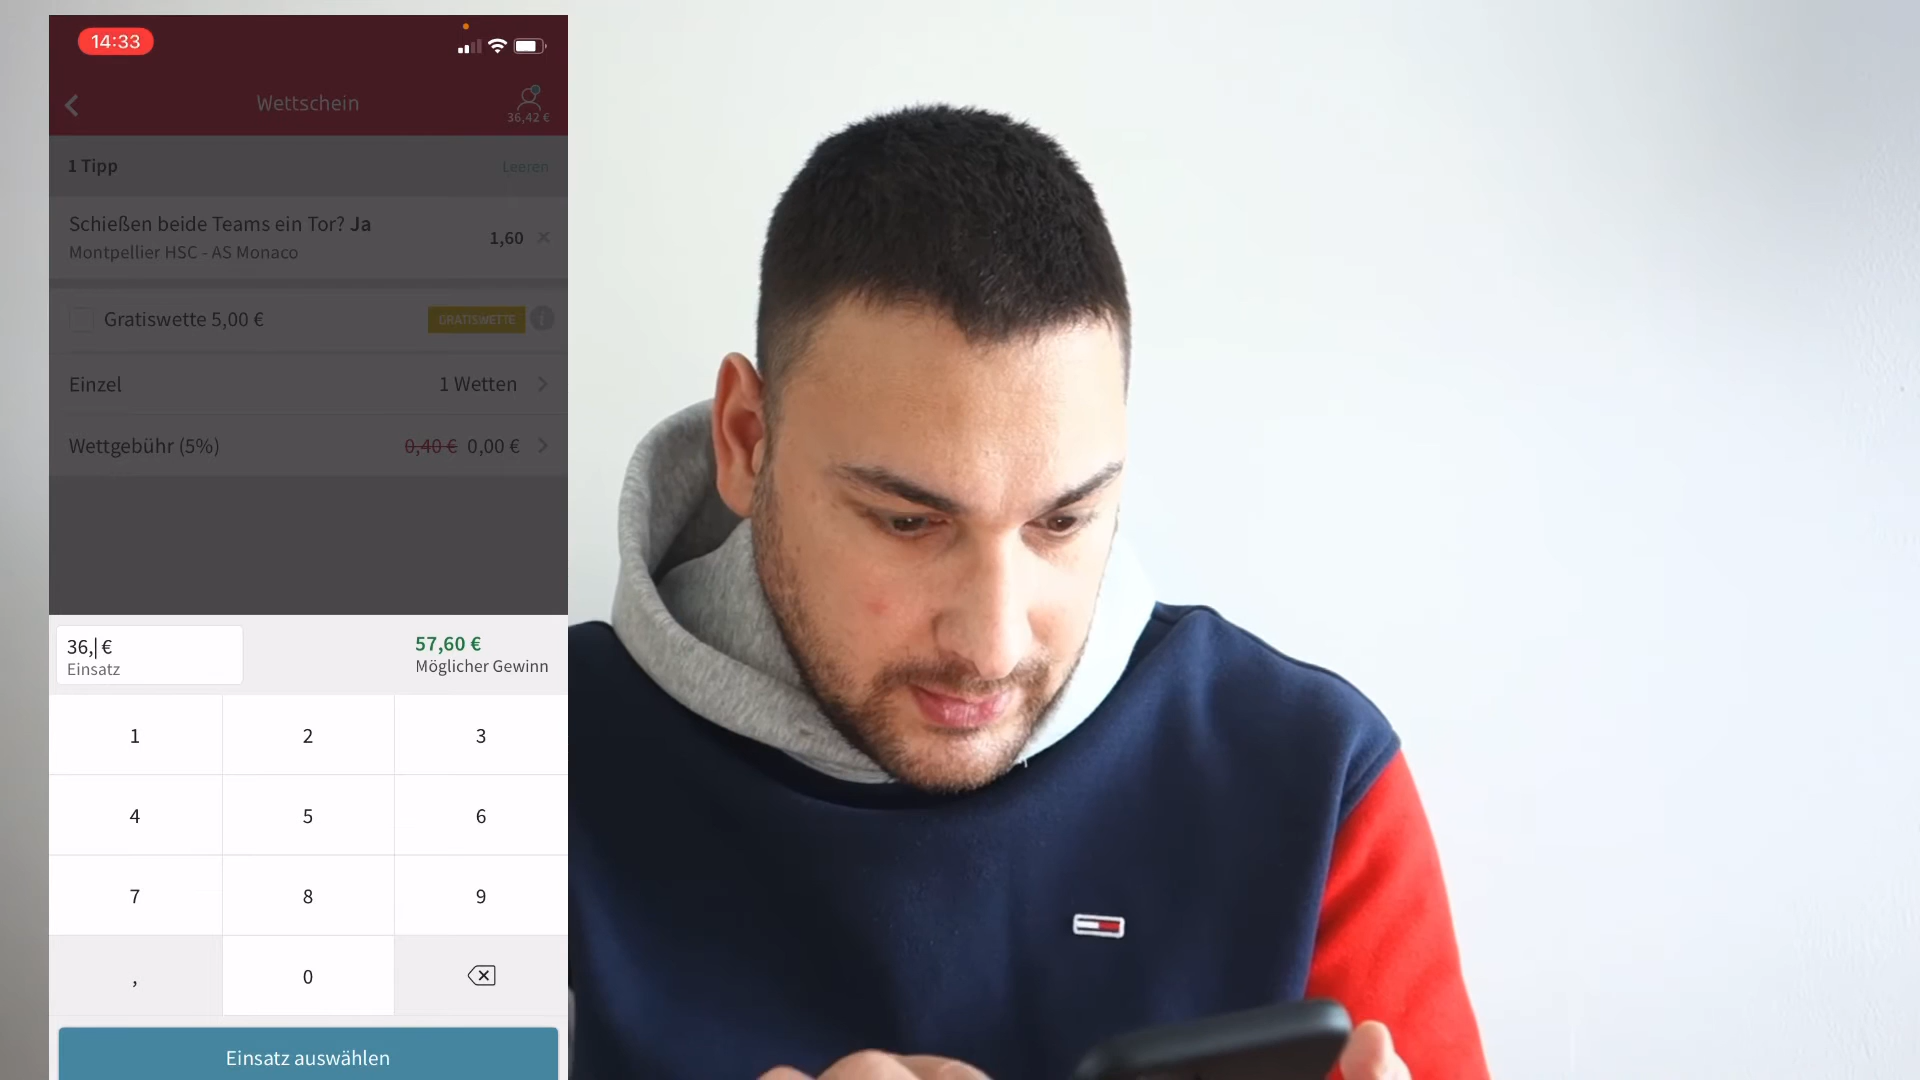 14:33
Wettschein
36,42 €
1 Tipp
Leeren
Schießen beide Teams ein Tor? Ja
Montpellier HSC - AS Monaco
1,60
Gratiswette 5,00 €
GRATISWETTE
i
Einzel
1 Wetten
Wettgebühr (5%)
0,40 € 0,00 €
36, €
Einsatz
57,60 €
Möglicher Gewinn
1 2 3
4 5 6
7 8 9
, 0
Einsatz auswählen